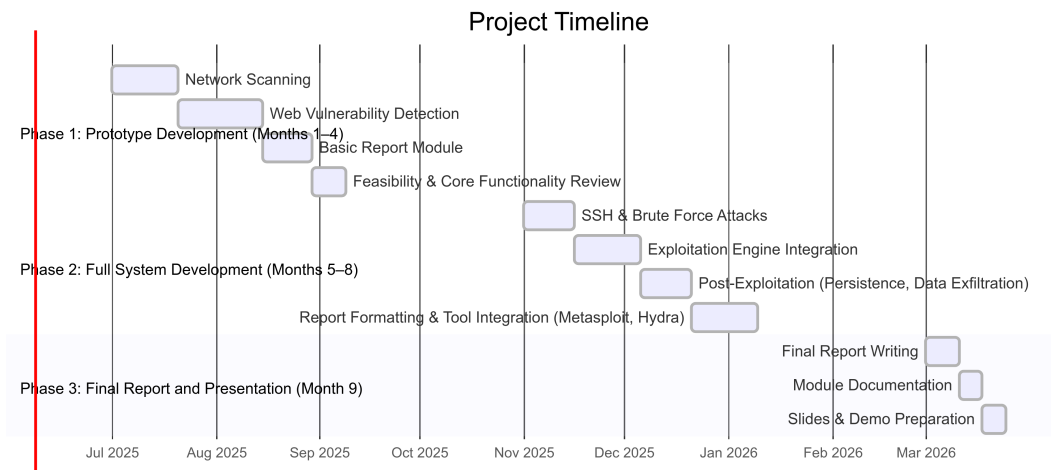 Project Timeline
Network Scanning
Web Vulnerability Detection
Phase 1: Prototype Development (Months 1–4)
Basic Report Module
Feasibility & Core Functionality Review
SSH & Brute Force Attacks
Exploitation Engine Integration
Phase 2: Full System Development (Months 5–8)
Post-Exploitation (Persistence, Data Exfiltration)
Report Formatting & Tool Integration (Metasploit, Hydra)
Final Report Writing
Module Documentation
Phase 3: Final Report and Presentation (Month 9)
Slides & Demo Preparation
Jul 2025 Aug 2025 Sep 2025 Oct 2025 Nov 2025 Dec 2025 Jan 2026 Feb 2026 Mar 2026